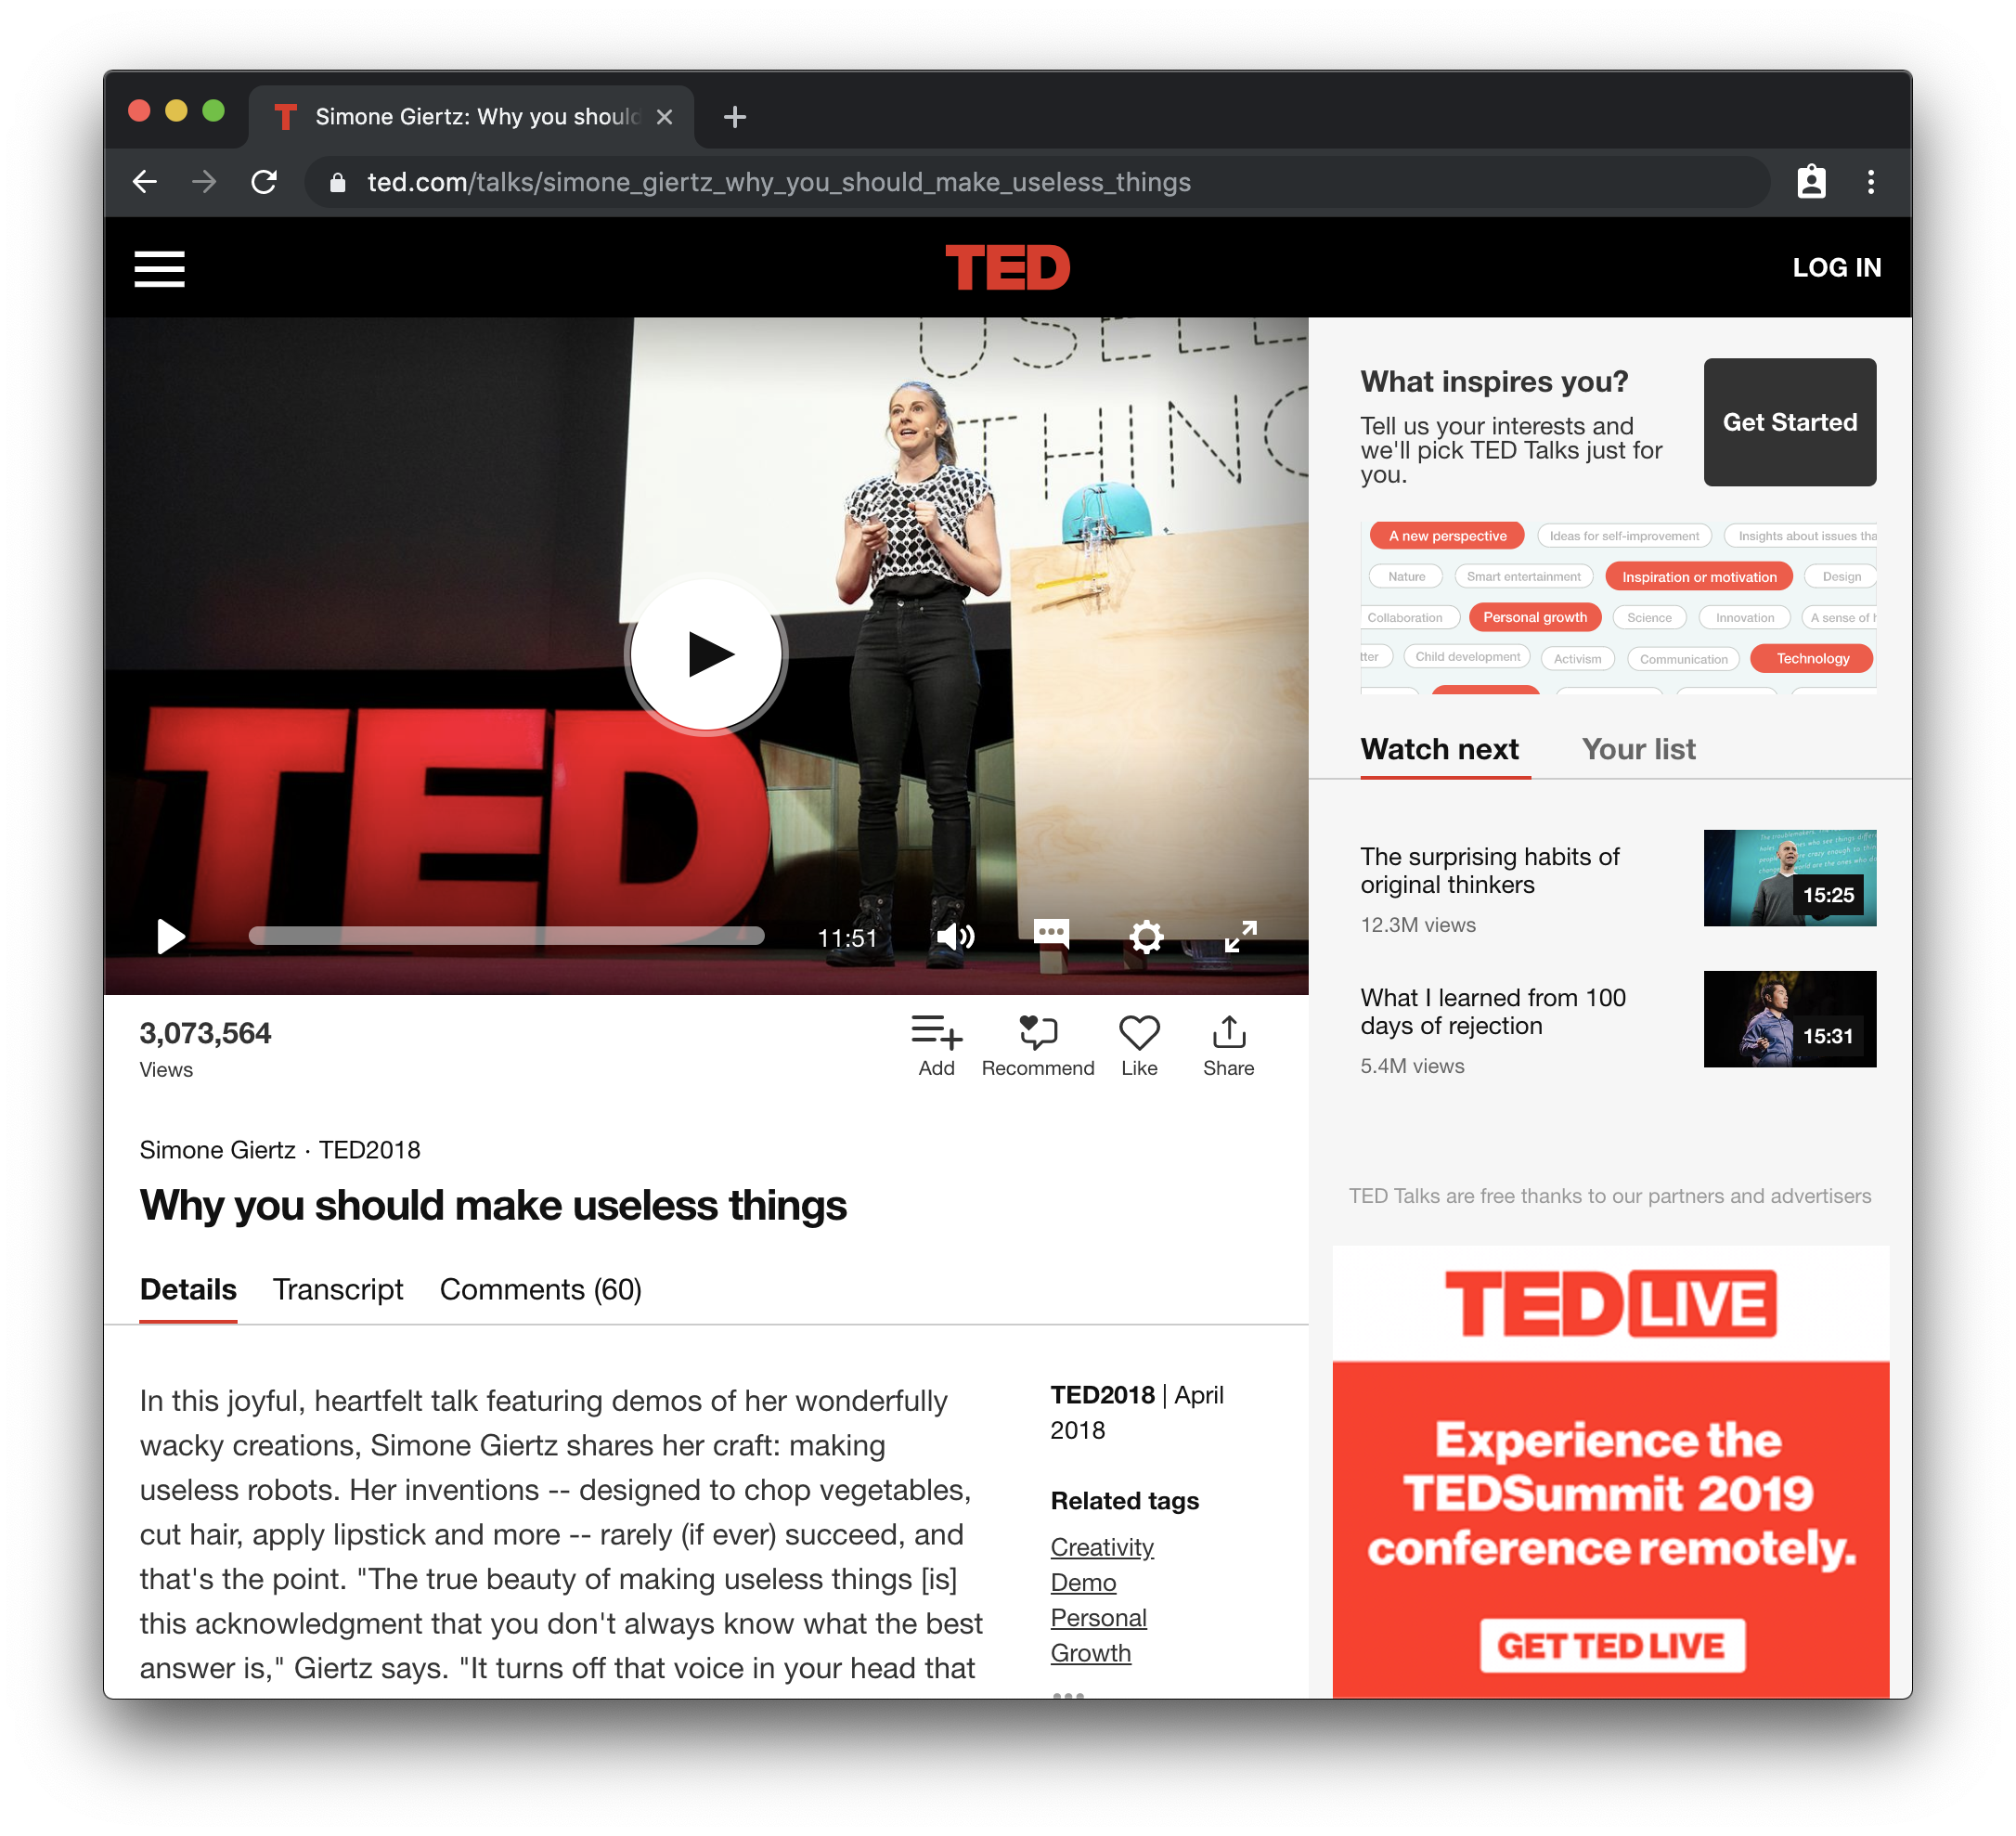 Simone Giertz: Why you should
ted.com/talks/simone_giertz_why_you_should_make_useless_things
TED
LOG IN
USELE
THING
TED
11:51
3,073,564
Views
Add
Recommend
Like
Share
Simone Giertz · TED2018
Why you should make useless things
Details
Transcript
Comments (60)
In this joyful, heartfelt talk featuring demos of her wonderfully
wacky creations, Simone Giertz shares her craft: making
useless robots. Her inventions -- designed to chop vegetables,
cut hair, apply lipstick and more -- rarely (if ever) succeed, and
that's the point. "The true beauty of making useless things [is]
this acknowledgment that you don't always know what the best
answer is," Giertz says. "It turns off that voice in your head that
TED2018 | April
2018
Related tags
Creativity
Demo
Personal
Growth
What inspires you?
Tell us your interests and
we'll pick TED Talks just for
you.
Get Started
A new perspective
Ideas for self-improvement
Insights about issues tha
Nature
Smart entertainment
Inspiration or motivation
Design
Collaboration
Personal growth
Science
Innovation
A sense of h
tter
Child development
Activism
Communication
Technology
Watch next
Your list
The surprising habits of
original thinkers
12.3M views
15:25
What I learned from 100
days of rejection
5.4M views
15:31
TED Talks are free thanks to our partners and advertisers
TED LIVE
Experience the
TEDSummit 2019
conference remotely.
GET TED LIVE